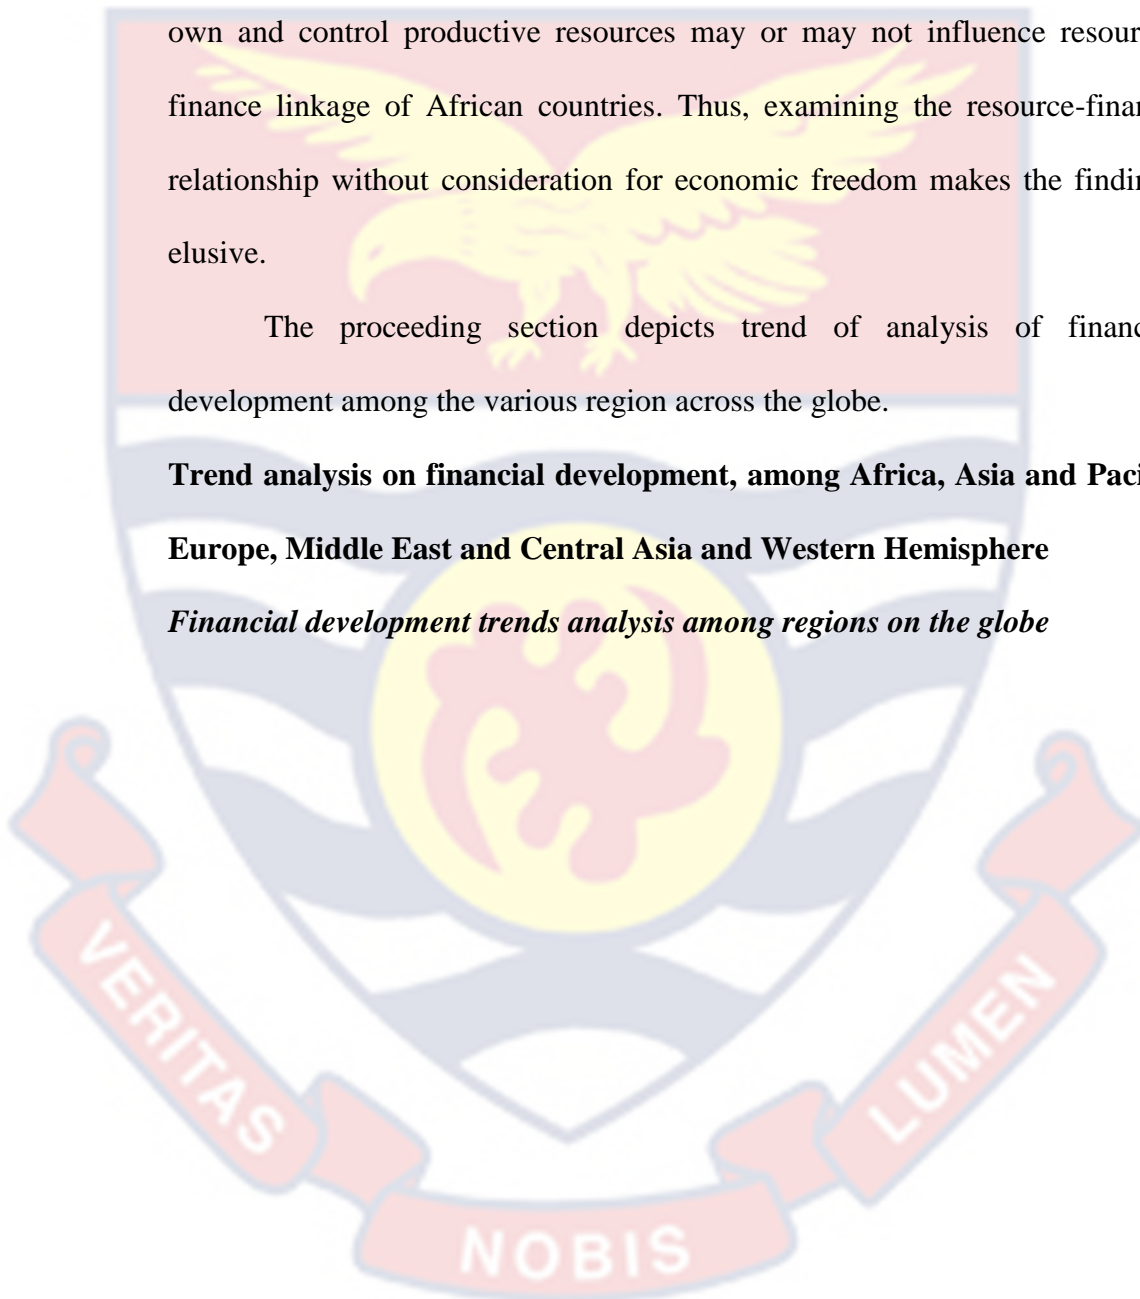 own and control productive resources may or may not influence resour
finance linkage of African countries. Thus, examining the resource-finan
relationship without consideration for economic freedom makes the findin
elusive.
The proceeding section depicts trend of analysis of financ
development among the various region across the globe.
Trend analysis on financial development, among Africa, Asia and Paci
Europe, Middle East and Central Asia and Western Hemisphere
Financial development trends analysis among regions on the globe
VERITAS
NOBIS
LUMEN